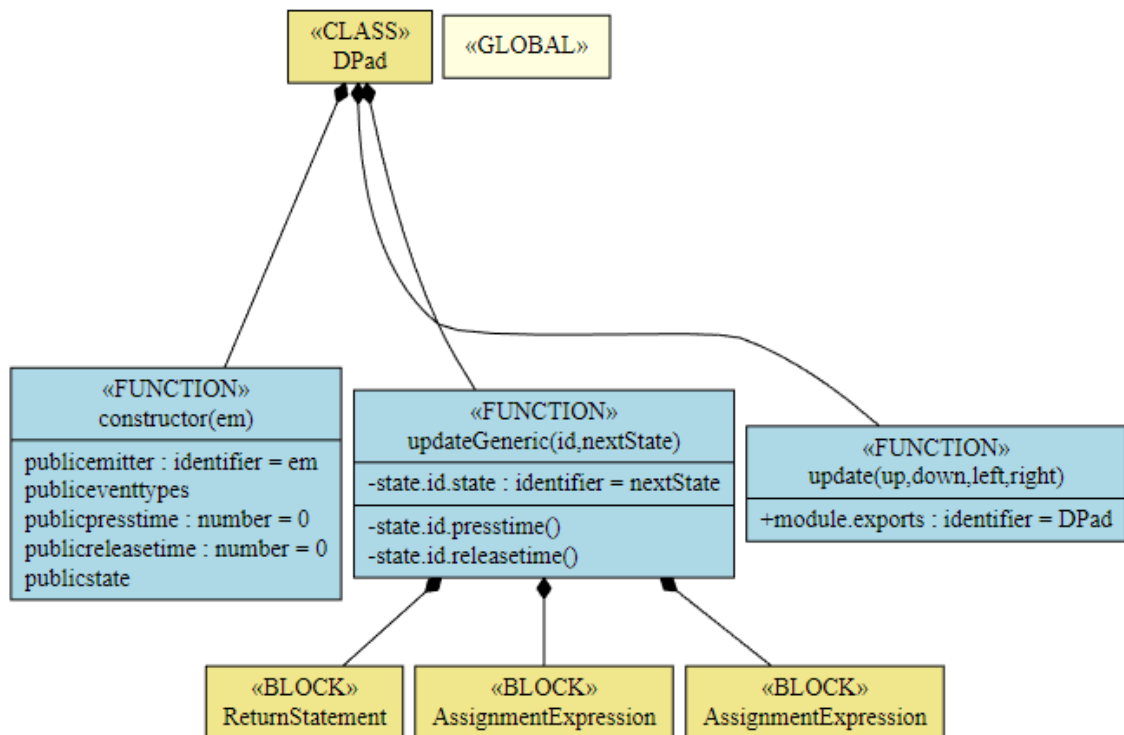 «CLASS»
DPad
«GLOBAL»
«FUNCTION»
constructor(em)
publicemitter : identifier = em
publiceventtypes
publicpresstime : number = 0
publicreleasetime : number = 0
publicstate
«FUNCTION»
updateGeneric(id,nextState)
-state.id.state : identifier = nextState
-state.id.presstime()
-state.id.releasetime()
«FUNCTION»
update(up,down,left,right)
+module.exports : identifier = DPad
«BLOCK»
ReturnStatement
«BLOCK»
AssignmentExpression
«BLOCK»
AssignmentExpression